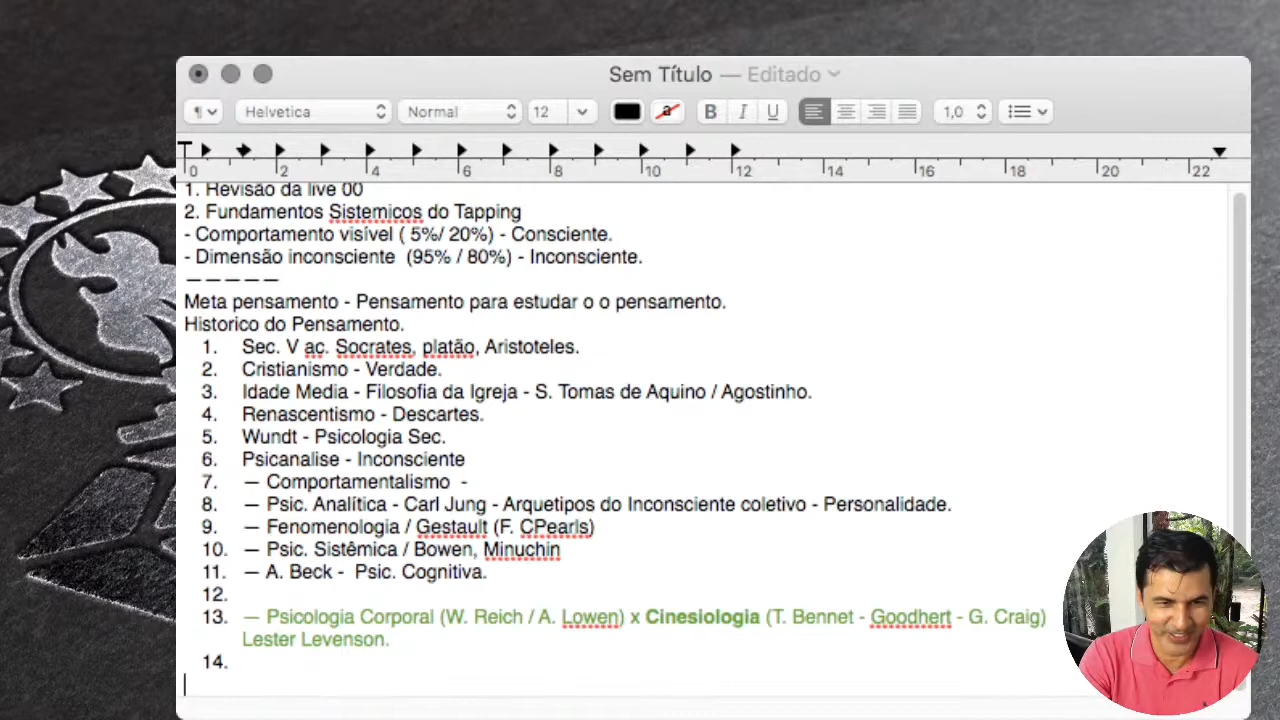 Sem Título — Editado
¶ Helvetica Normal 12 a B I U 1,0
0 2 4 6 8 10 12 14 16 18 20 22
1. Revisão da live 00
2. Fundamentos Sistemicos do Tapping
- Comportamento visível ( 5%/ 20%) - Consciente.
- Dimensão inconsciente (95% / 80%) - Inconsciente.
—————
Meta pensamento - Pensamento para estudar o o pensamento.
Historico do Pensamento.
1. Sec. V ac. Socrates, platão, Aristoteles.
2. Cristianismo - Verdade.
3. Idade Media - Filosofia da Igreja - S. Tomas de Aquino / Agostinho.
4. Renascentismo - Descartes.
5. Wundt - Psicologia Sec.
6. Psicanalise - Inconsciente
7. — Comportamentalismo -
8. — Psic. Analítica - Carl Jung - Arquetipos do Inconsciente coletivo - Personalidade.
9. — Fenomenologia / Gestault (F. CPearls)
10. — Psic. Sistêmica / Bowen, Minuchin
11. — A. Beck - Psic. Cognitiva.
12.
13. — Psicologia Corporal (W. Reich / A. Lowen) x Cinesiologia (T. Bennet - Goodhert - G. Craig)
Lester Levenson.
14.